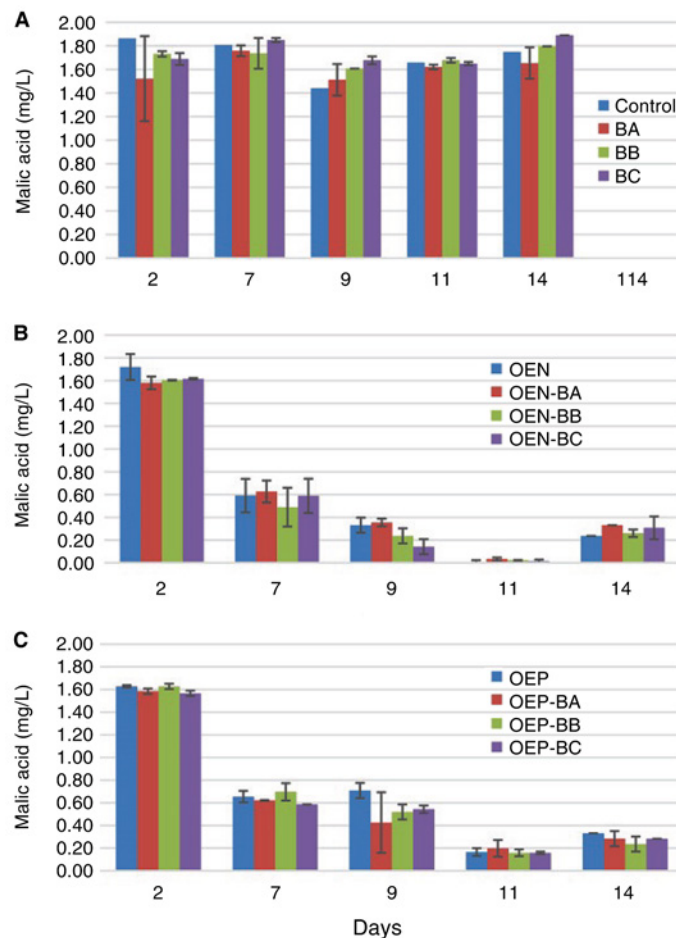 A
Malic acid (mg/L)
2.00
1.80
1.60
1.40
1.20
1.00
0.80
0.60
0.40
0.20
0.00
Control
BA
BB
BC
2 7 9 11 14 114
B
Malic acid (mg/L)
2.00
1.80
1.60
1.40
1.20
1.00
0.80
0.60
0.40
0.20
0.00
OEN
OEN-BA
OEN-BB
OEN-BC
2 7 9 11 14
C
Malic acid (mg/L)
2.00
1.80
1.60
1.40
1.20
1.00
0.80
0.60
0.40
0.20
0.00
OEP
OEP-BA
OEP-BB
OEP-BC
2 7 9 11 14
Days